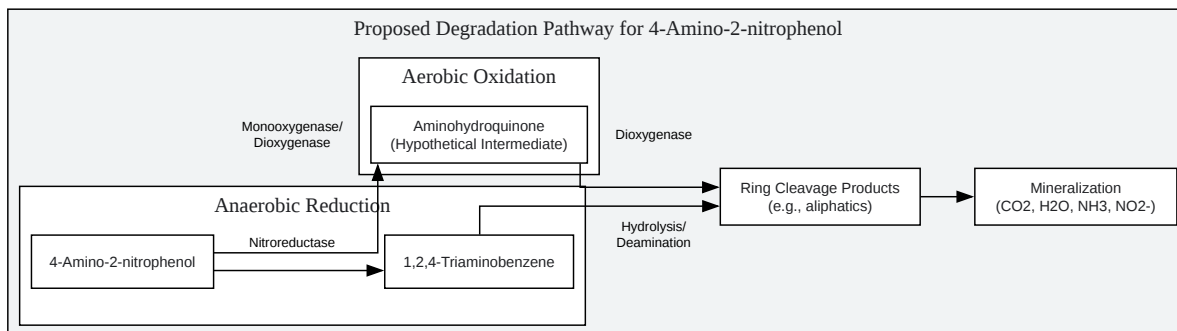 Proposed Degradation Pathway for 4-Amino-2-nitrophenol
Aerobic Oxidation
Monooxygenase/
Dioxygenase
Aminohydroquinone
(Hypothetical Intermediate)
Dioxygenase
Ring Cleavage Products
(e.g., aliphatics)
Mineralization
(CO2, H2O, NH3, NO2-)
Anaerobic Reduction
Hydrolysis/
Deamination
Nitroreductase
4-Amino-2-nitrophenol
1,2,4-Triaminobenzene